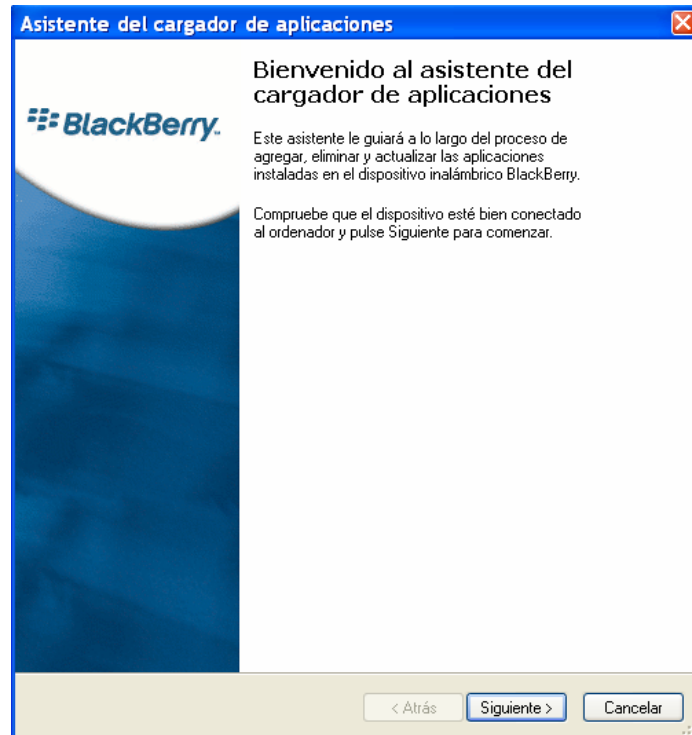 Asistente del cargador de aplicaciones
Bienvenido al asistente del
cargador de aplicaciones
BlackBerry.
Este asistente le guiará a lo largo del proceso de
agregar, eliminar y actualizar las aplicaciones
instaladas en el dispositivo inalámbrico BlackBerry.
Compruebe que el dispositivo esté bien conectado
al ordenador y pulse Siguiente para comenzar.
< Atrás Siguiente > Cancelar